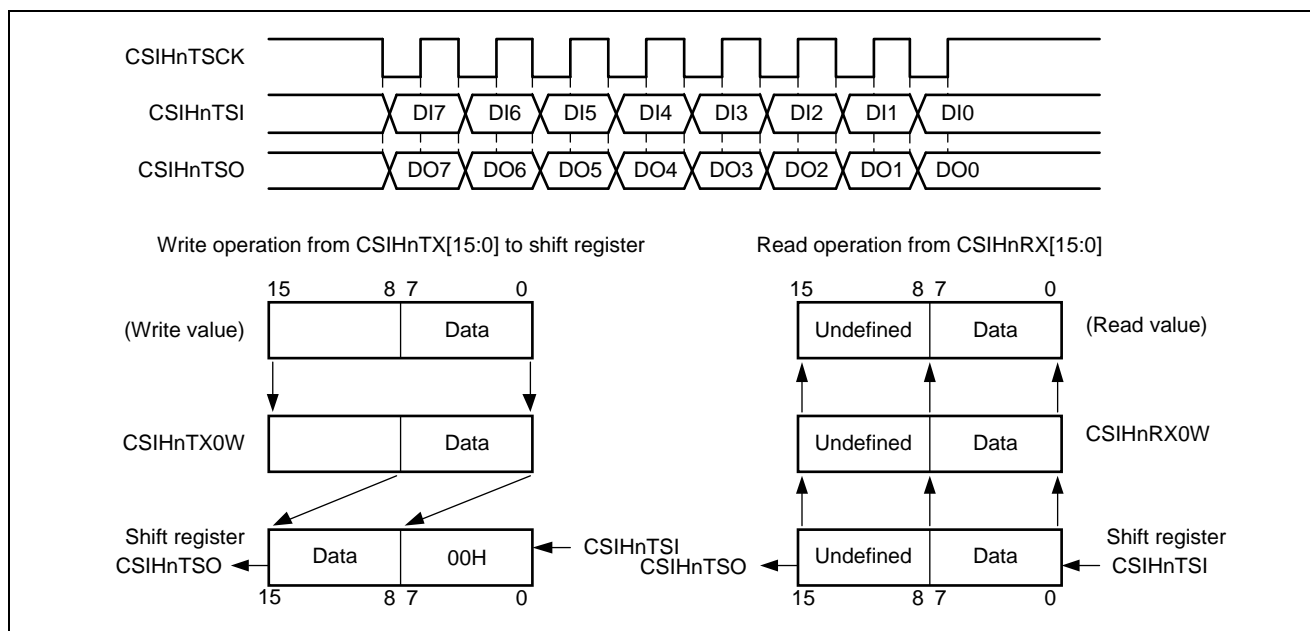 CSIHnTSCK
CSIHnTSI DI7 DI6 DI5 DI4 DI3 DI2 DI1 DI0
CSIHnTSO DO7 DO6 DO5 DO4 DO3 DO2 DO1 DO0
Write operation from CSIHnTX[15:0] to shift register
15 8 7 0
(Write value) Data
CSIHnTX0W Data
Shift register
CSIHnTSO Data 00H CSIHnTSI
15 8 7 0
Read operation from CSIHnRX[15:0]
15 8 7 0
Undefined Data (Read value)
Undefined Data CSIHnRX0W
Shift register
CSIHnTSO Undefined Data CSIHnTSI
15 8 7 0